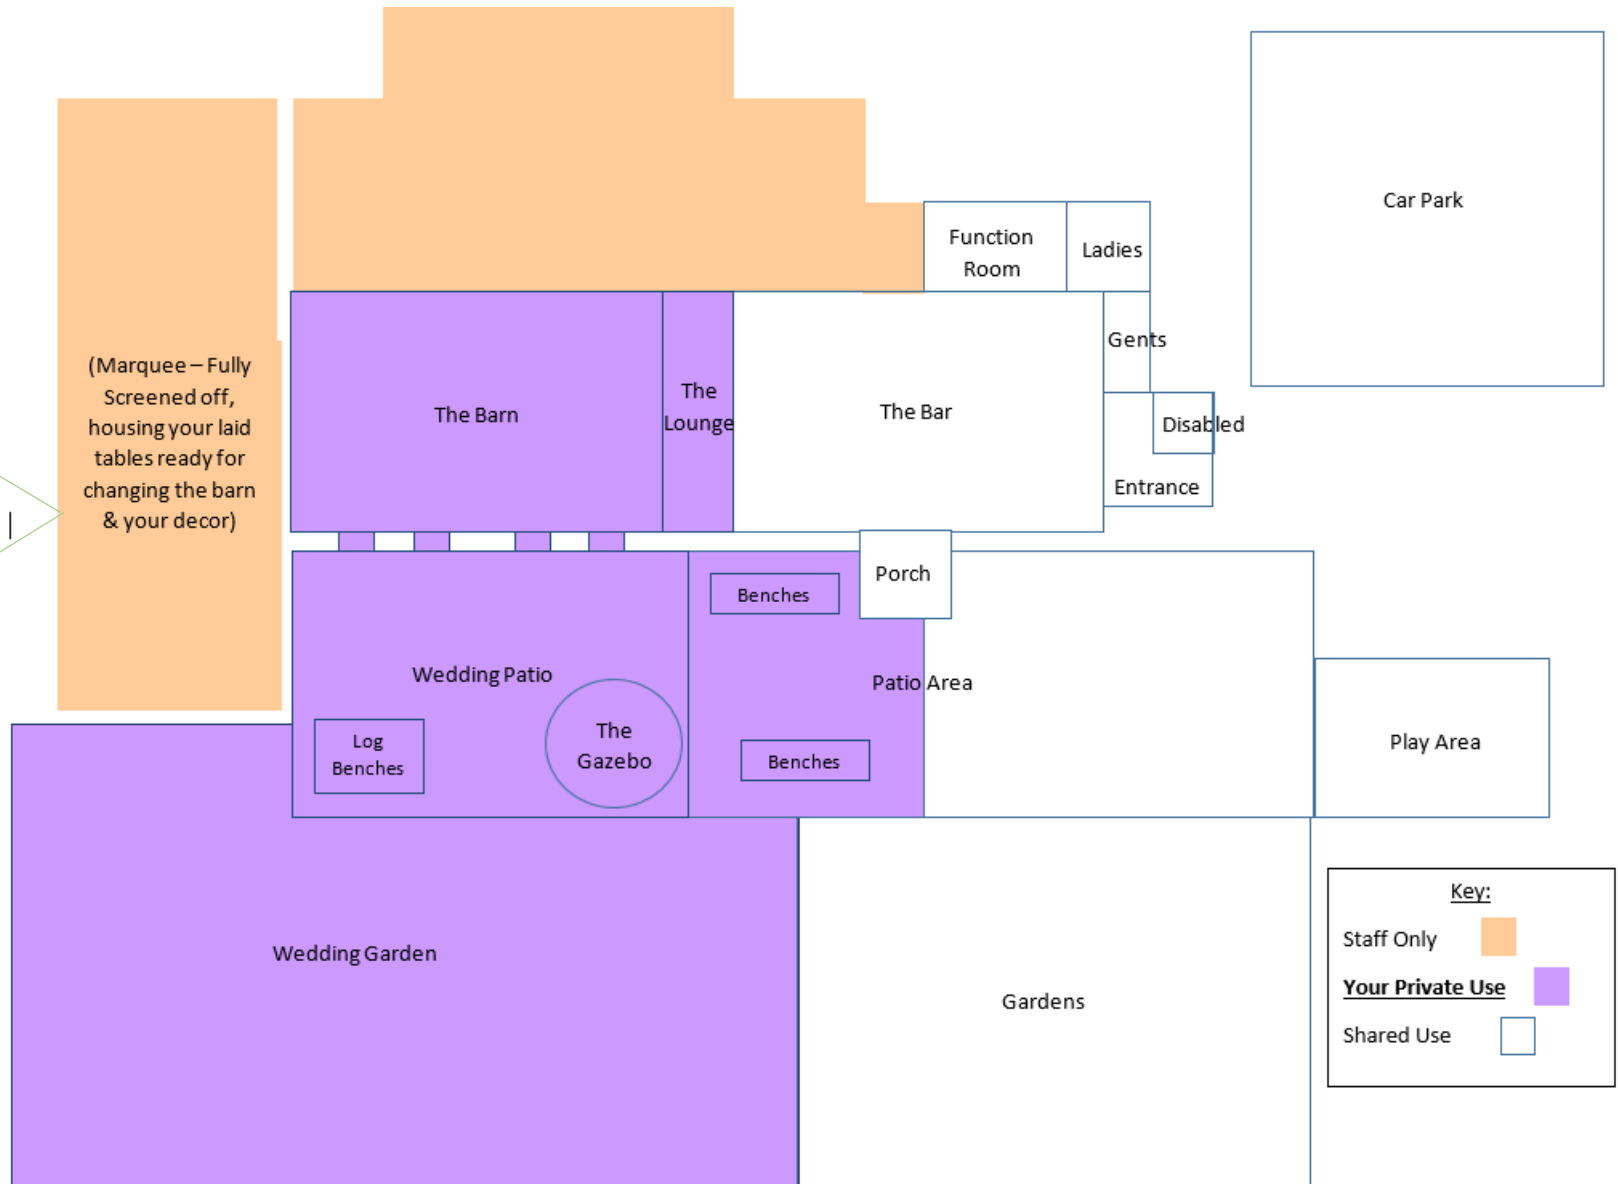 Car Park
Function
Room
Ladies
Gents
(Marquee – Fully
Screened off,
housing your laid
tables ready for
changing the barn
& your decor)
The Barn
The
Lounge
The Bar
Disabled
Entrance
Porch
Benches
Wedding Patio
Patio Area
Log
Benches
The
Gazebo
Benches
Play Area
Wedding Garden
Gardens
Key:
Staff Only
Your Private Use
Shared Use